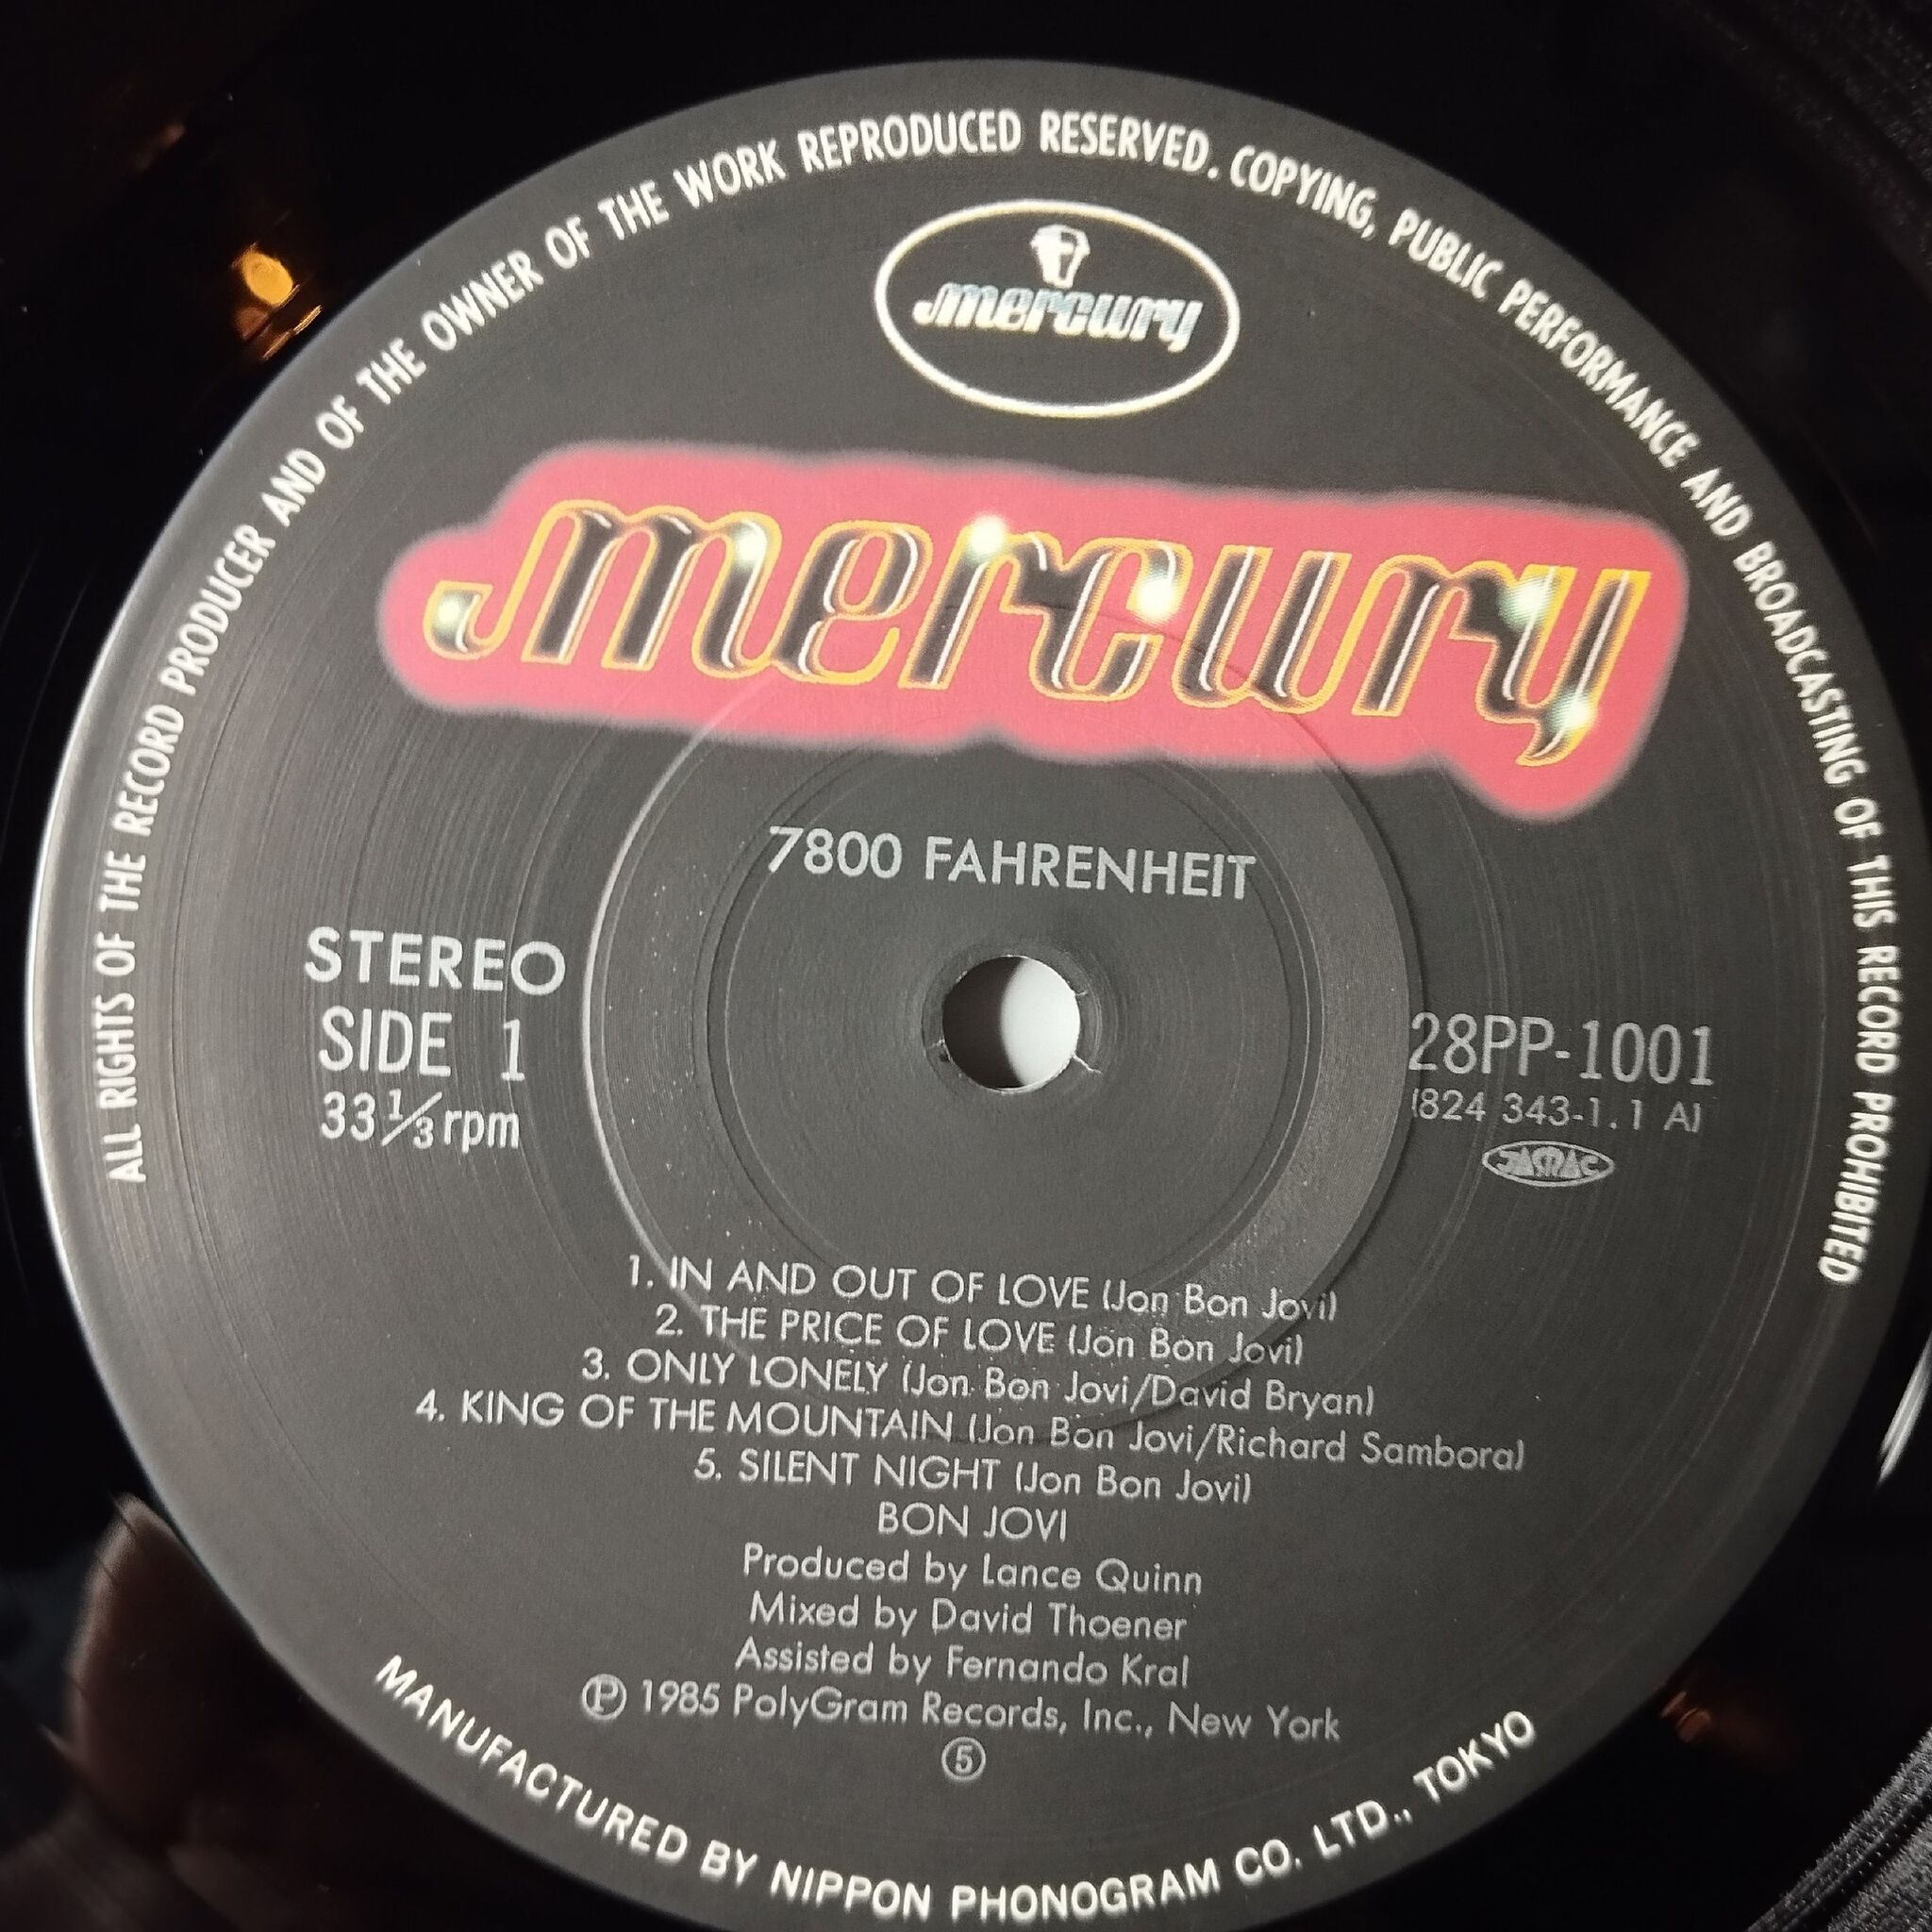 ALL RIGHTS OF THE RECORD PRODUCER AND OF THE OWNER OF THE WORK REPRODUCED RESERVED. COPYING, PUBLIC PERFORMANCE AND BROADCASTING OF THIS RECORD PROHIBITED
mercury
mercury
7800 FAHRENHEIT
STEREO
SIDE 1
33⅓rpm
28PP-1001
(824 343-1.1 A)
JASRAC
1. IN AND OUT OF LOVE (Jon Bon Jovi)
2. THE PRICE OF LOVE (Jon Bon Jovi)
3. ONLY LONELY (Jon Bon Jovi/David Bryan)
4. KING OF THE MOUNTAIN (Jon Bon Jovi/Richard Sambora)
5. SILENT NIGHT (Jon Bon Jovi)
BON JOVI
Produced by Lance Quinn
Mixed by David Thoener
Assisted by Fernando Kral
℗ 1985 PolyGram Records, Inc., New York
⑤
MANUFACTURED BY NIPPON PHONOGRAM CO. LTD., TOKYO